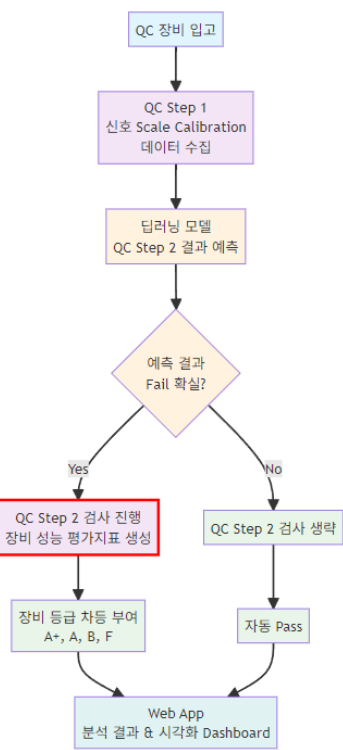 QC 장비 입고
QC Step 1
신호 Scale Calibration
데이터 수집
딥러닝 모델
QC Step 2 결과 예측
예측 결과
Fail 확실?
Yes
No
QC Step 2 검사 진행
장비 성능 평가지표 생성
QC Step 2 검사 생략
장비 등급 차등 부여
A+, A, B, F
자동 Pass
Web App
분석 결과 & 시각화 Dashboard